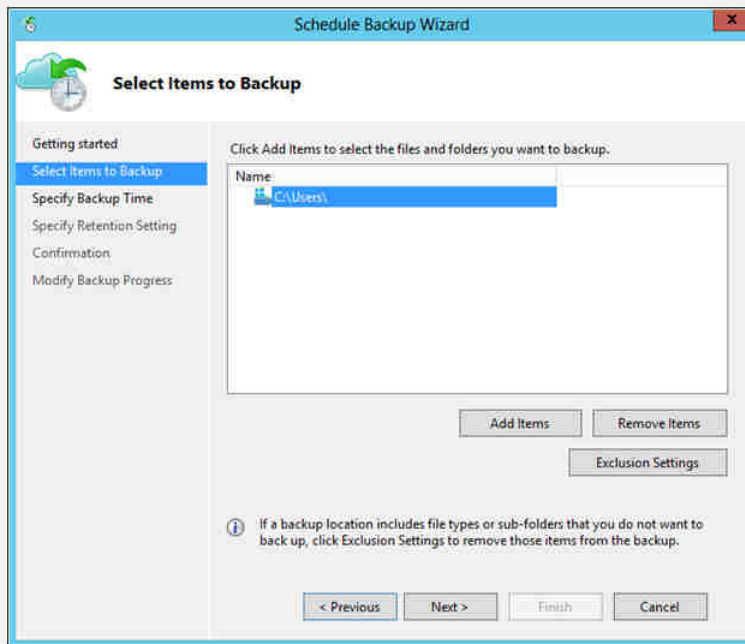 Schedule Backup Wizard
x
Select Items to Backup
Getting started
Select Items to Backup
Specify Backup Time
Specify Retention Setting
Confirmation
Modify Backup Progress
Click Add Items to select the files and folders you want to backup.
Name
C:\Users\
Add Items
Remove Items
Exclusion Settings
If a backup location includes file types or sub-folders that you do not want to
back up, click Exclusion Settings to remove those items from the backup.
< Previous
Next >
Finish
Cancel